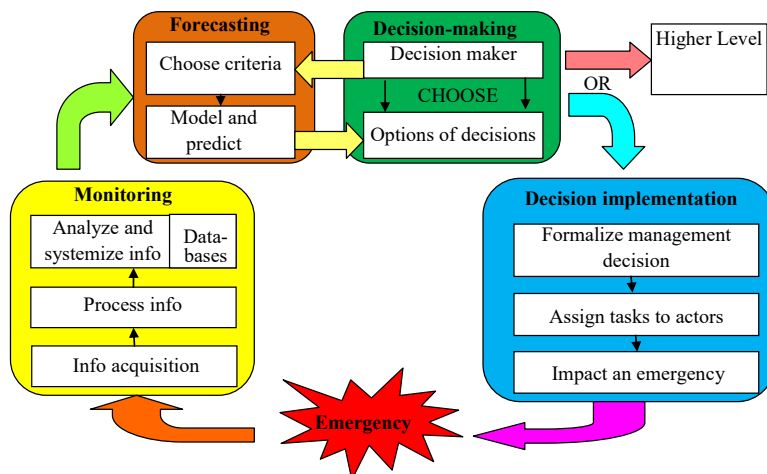 Forecasting
Choose criteria
Model and
predict
Decision-making
Decision maker
CHOOSE
Options of decisions
Higher Level
OR
Monitoring
Analyze and
systemize info
Data-
bases
Process info
Info acquisition
Decision implementation
Formalize management
decision
Assign tasks to actors
Impact an emergency
Emergency